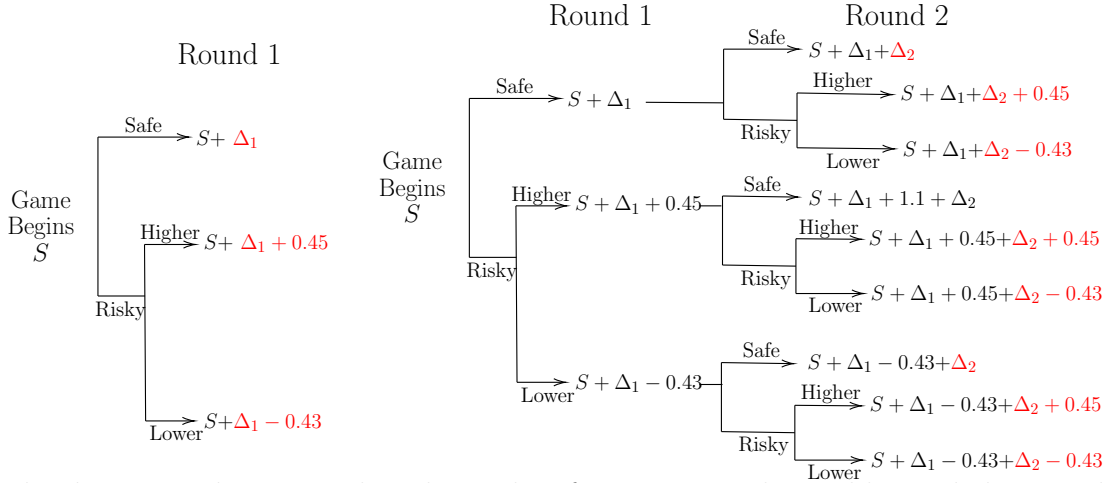 Round 1
Safe
S+ Δ₁
Game
Begins
S
Higher
S+ Δ₁ + 0.45
Risky
Lower
S+Δ₁ − 0.43
Round 1
Round 2
Safe
S + Δ₁
Game
Begins
S
Higher
S + Δ₁ + 0.45
Risky
Lower
S + Δ₁ − 0.43
Safe
S + Δ₁+Δ₂
Higher
S + Δ₁+Δ₂ + 0.45
Risky
Lower
S + Δ₁+Δ₂ − 0.43
Safe
S + Δ₁ + 1.1 + Δ₂
Higher
S + Δ₁ + 0.45+Δ₂ + 0.45
Risky
Lower
S + Δ₁ + 0.45+Δ₂ − 0.43
Safe
S + Δ₁ − 0.43+Δ₂
Higher
S + Δ₁ − 0.43+Δ₂ + 0.45
Risky
Lower
S + Δ₁ − 0.43+Δ₂ − 0.43